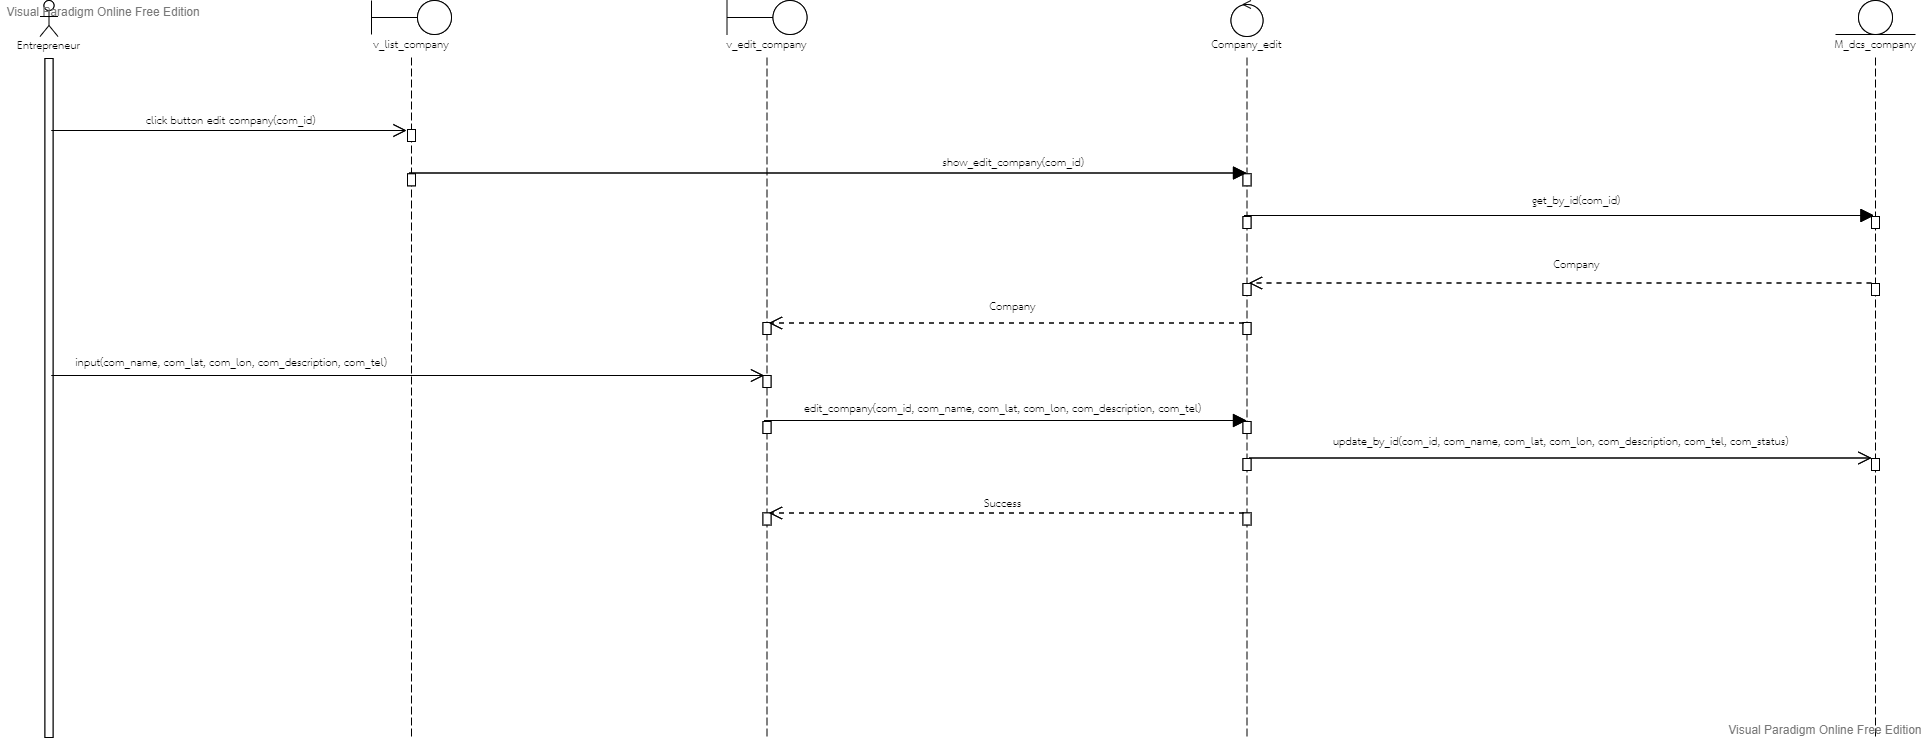 Visual Paradigm Online Free Edition
Entrepreneur
v_list_company
v_edit_company
Company_edit
M_dcs_company
click button edit company(com_id)
show_edit_company(com_id)
get_by_id(com_id)
Company
Company
input(com_name, com_lat, com_lon, com_description, com_tel)
edit_company(com_id, com_name, com_lat, com_lon, com_description, com_tel)
update_by_id(com_id, com_name, com_lat, com_lon, com_description, com_tel, com_status)
Success
Visual Paradigm Online Free Edition